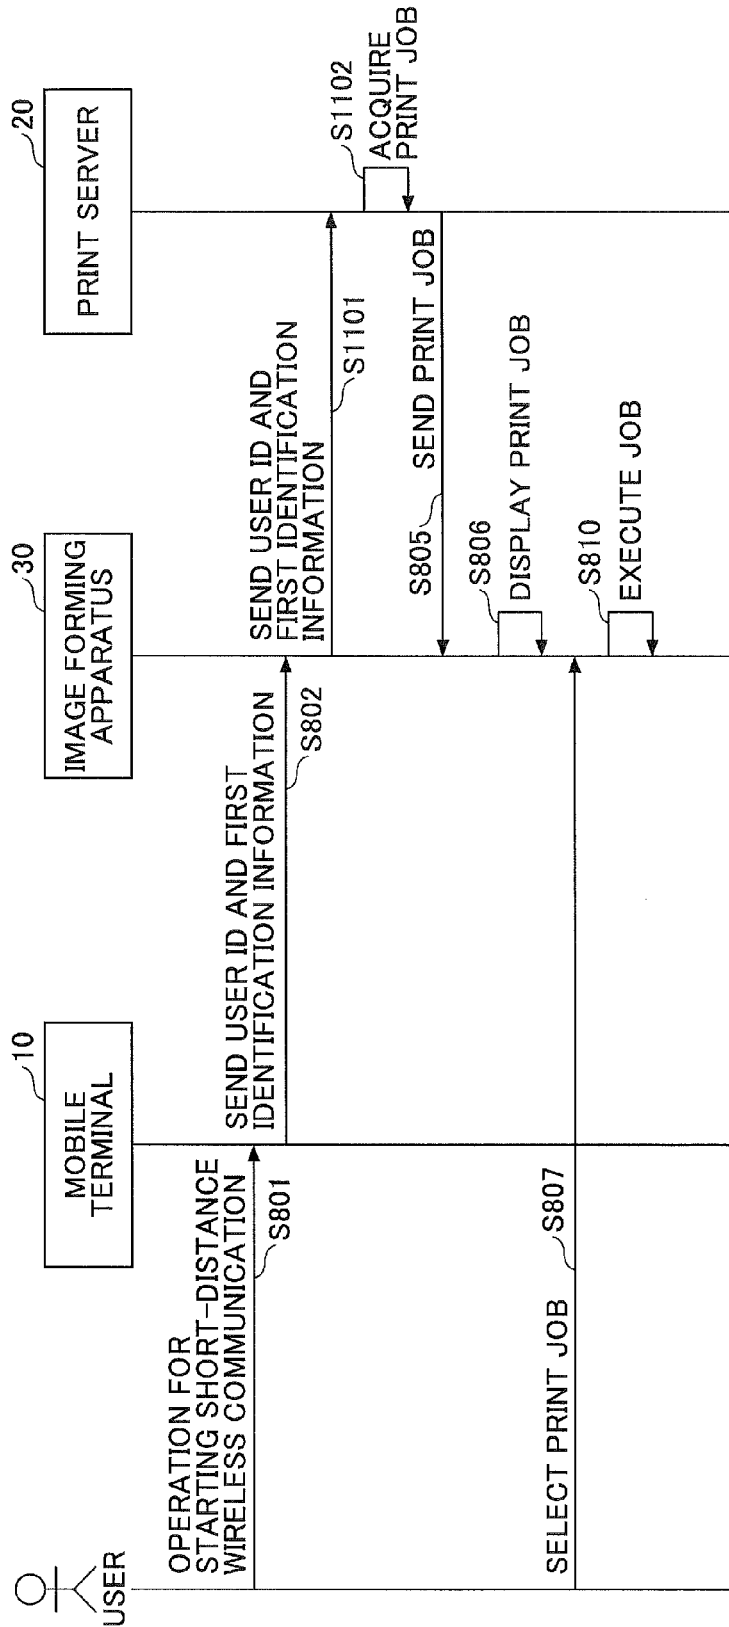 USER
10
MOBILE
TERMINAL
30
IMAGE FORMING
APPARATUS
20
PRINT SERVER
OPERATION FOR
STARTING SHORT-DISTANCE
WIRELESS COMMUNICATION
S801
SEND USER ID AND FIRST
IDENTIFICATION INFORMATION
S802
SEND USER ID AND
FIRST IDENTIFICATION
INFORMATION
S1101
S1102
ACQUIRE
PRINT JOB
S805
SEND PRINT JOB
S806
DISPLAY PRINT JOB
SELECT PRINT JOB
S807
S810
EXECUTE JOB